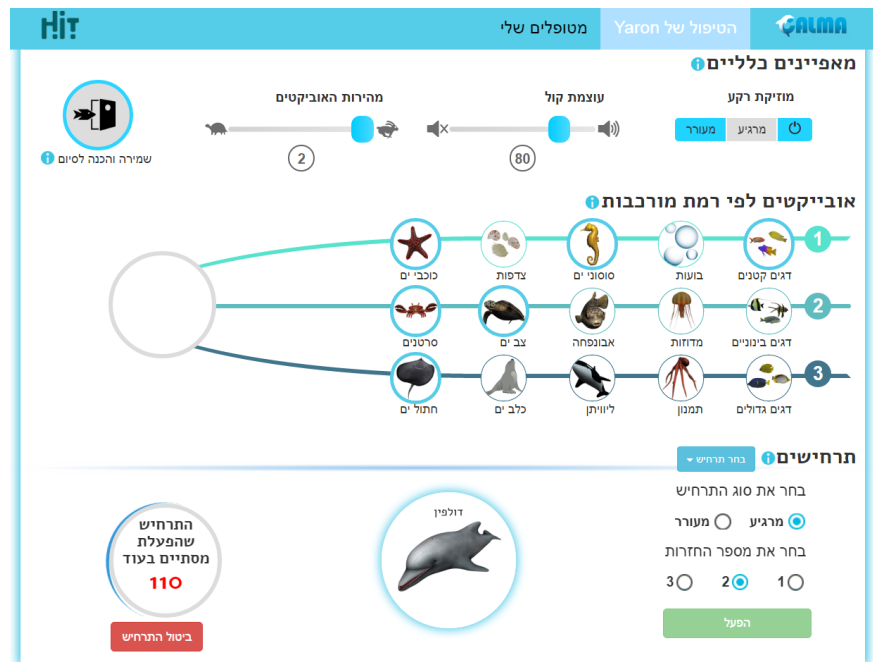 CALMA
הטיפול של Yaron
מטופלים שלי
HiT
מאפיינים כלליים
מוזיקת רקע
עוצמת קול
מהירות האובייקטים
מרגיע
מעורר
80
2
שמירה והכנה לסיום
אובייקטים לפי רמת מורכבות
1
דגים קטנים
בועות
סוסוני ים
צדפות
כוכבי ים
2
דגים בינוניים
מדוזות
אבונפחה
צב ים
סרטנים
3
דגים גדולים
תמנון
ליוויתן
כלב ים
חתול ים
תרחישים
בחר תרחיש
בחר את סוג התרחיש
מרגיע
מעורר
בחר את מספר החזרות
1
2
3
הפעל
דולפין
התרחיש
שהפעלת
מסתיים בעוד
110
ביטול התרחיש